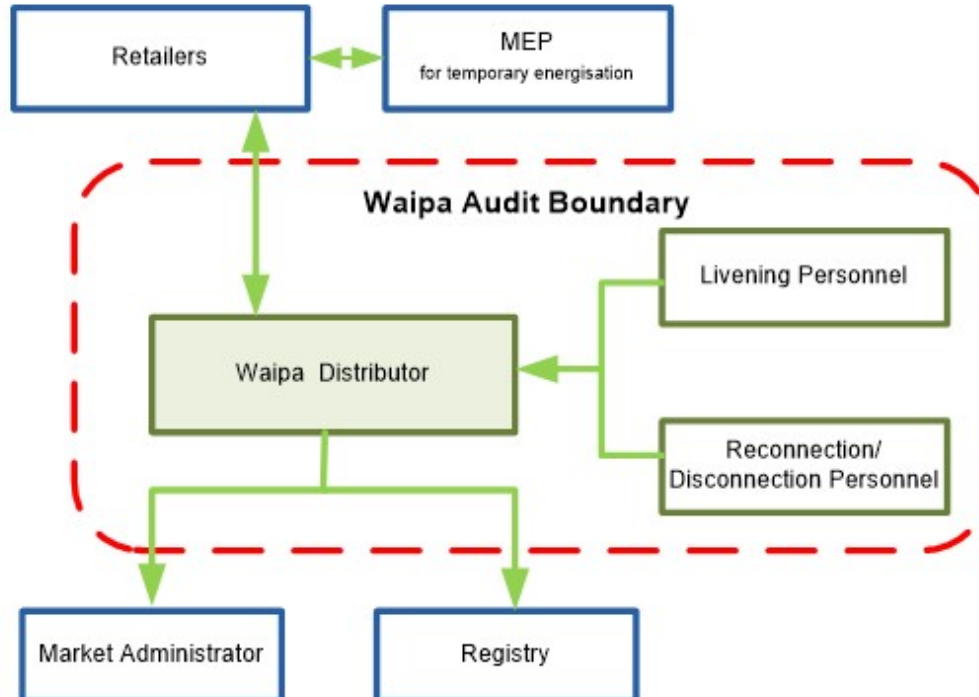 Retailers
MEP
for temporary energisation
Waipa Audit Boundary
Livening Personnel
Waipa Distributor
Reconnection/
Disconnection Personnel
Market Administrator
Registry